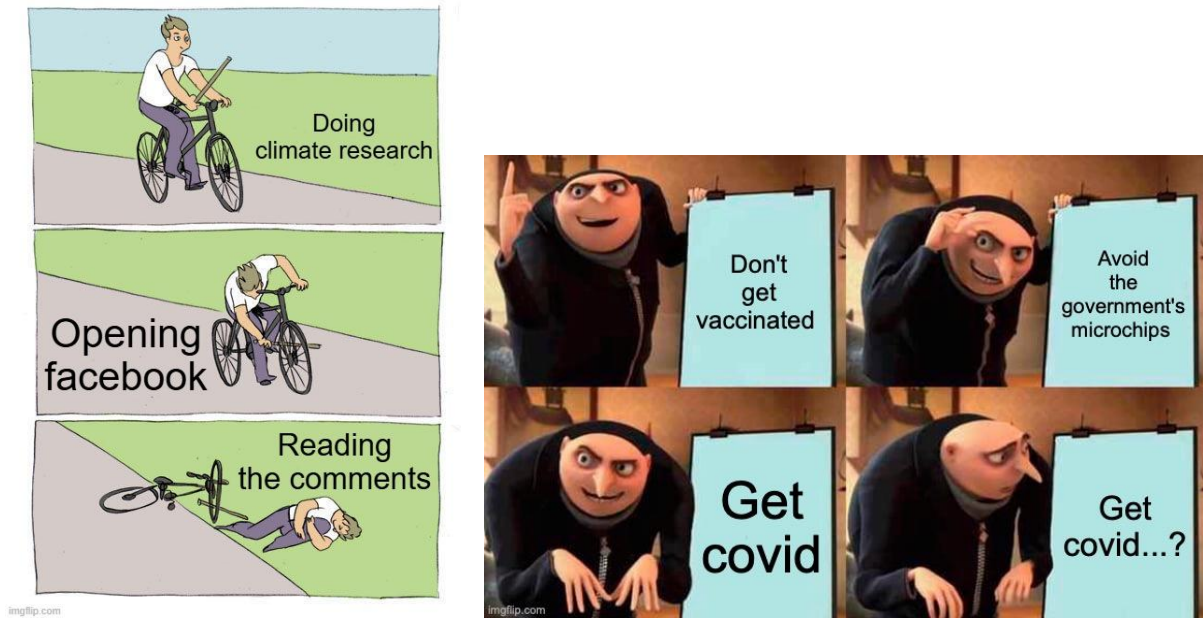 Doing
climate research
Opening
facebook
Reading
the comments
imgflip.com
Don't
get
vaccinated
Avoid
the
government's
microchips
Get
covid
Get
covid...?
imgflip.com